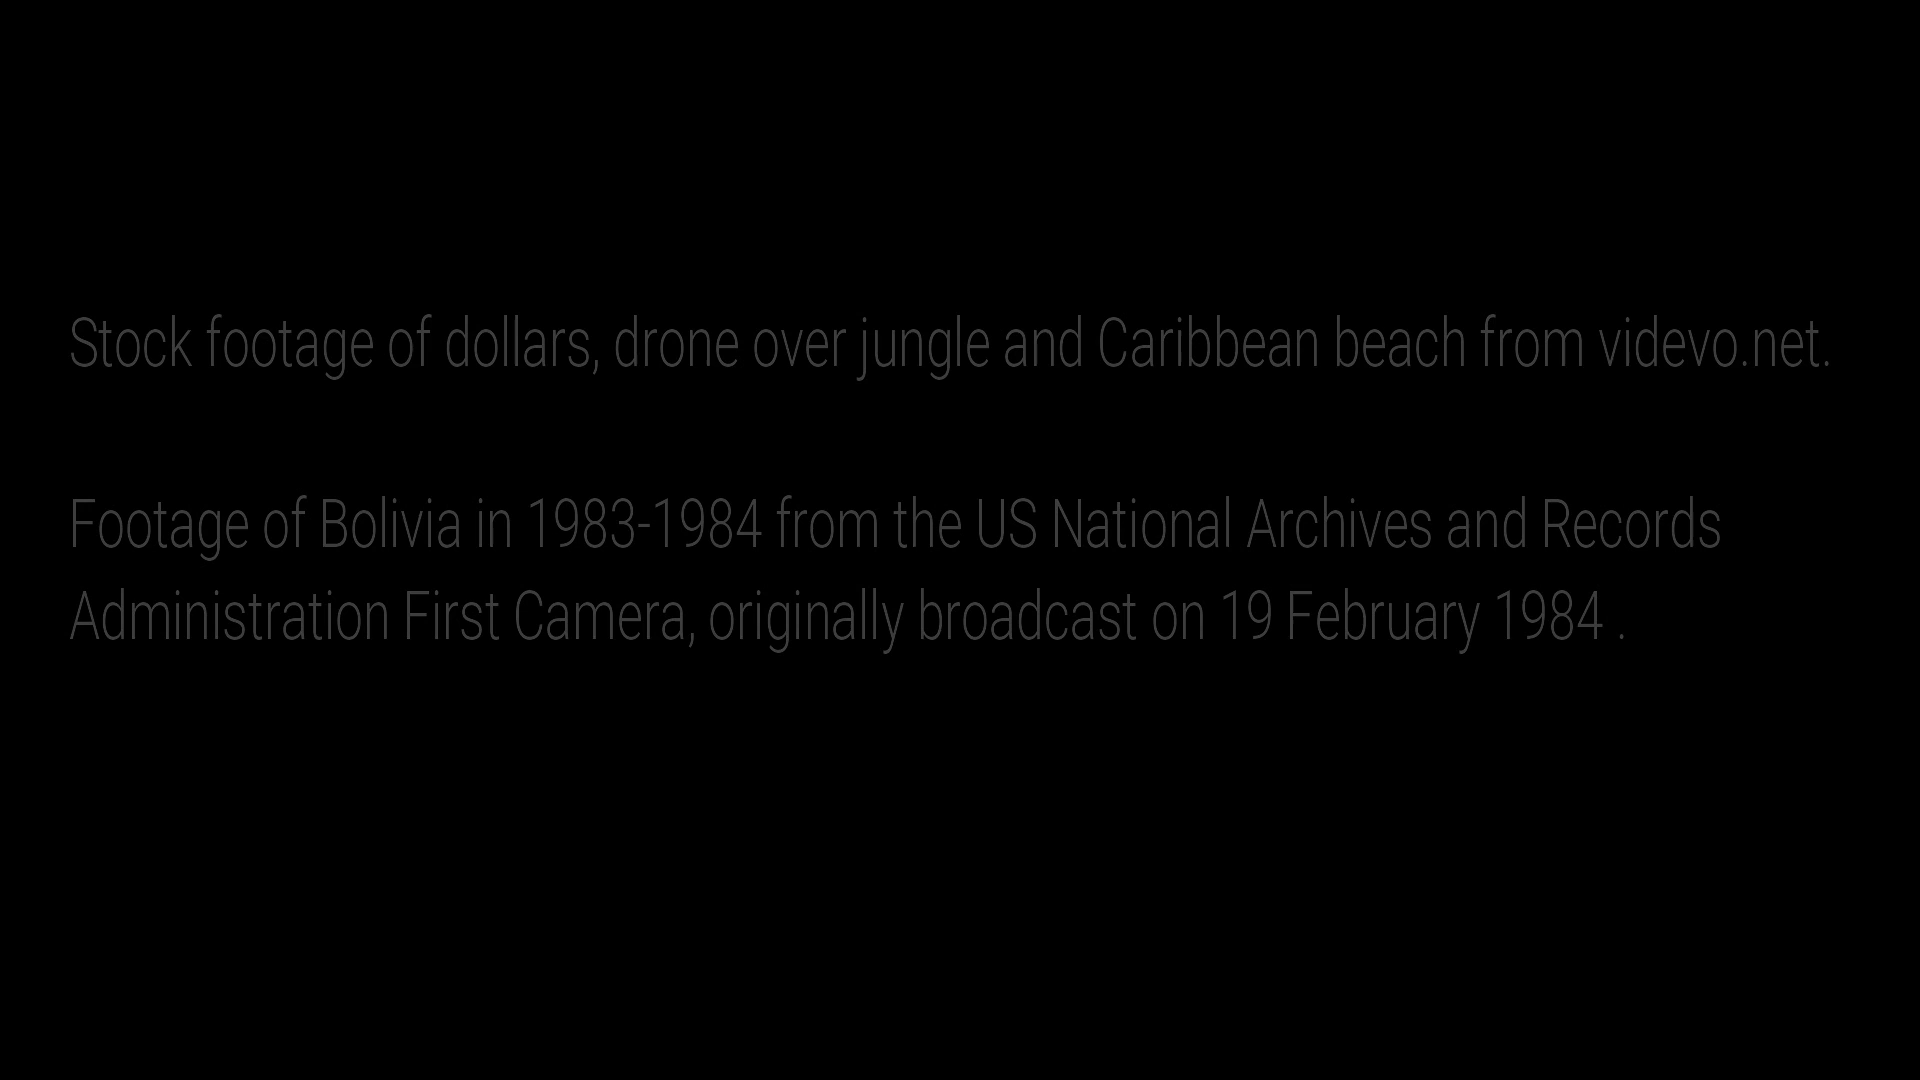 Stock footage of dollars, drone over jungle and Caribbean beach from videvo.net.
Footage of Bolivia in 1983-1984 from the US National Archives and Records
Administration First Camera, originally broadcast on 19 February 1984 .